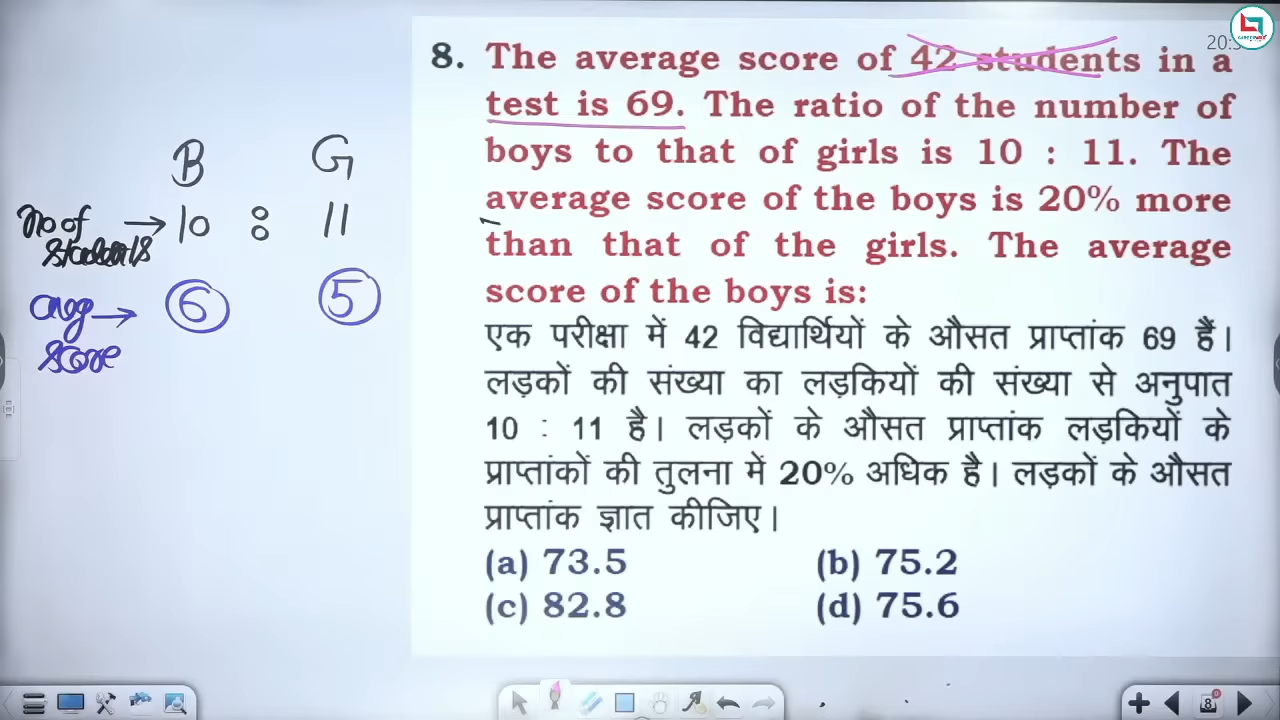 20:5
8. The average score of 42 students in a
test is 69. The ratio of the number of
boys to that of girls is 10 : 11. The
average score of the boys is 20% more
than that of the girls. The average
score of the boys is:
एक परीक्षा में 42 विद्यार्थियों के औसत प्राप्तांक 69 हैं।
लड़कों की संख्या का लड़कियों की संख्या से अनुपात
10 : 11 है। लड़कों के औसत प्राप्तांक लड़कियों के
प्राप्तांकों की तुलना में 20% अधिक है। लड़कों के औसत
प्राप्तांक ज्ञात कीजिए।
(a) 73.5 (b) 75.2
(c) 82.8 (d) 75.6
B G
No of students → 10 : 11
Avg score → 6 5
8